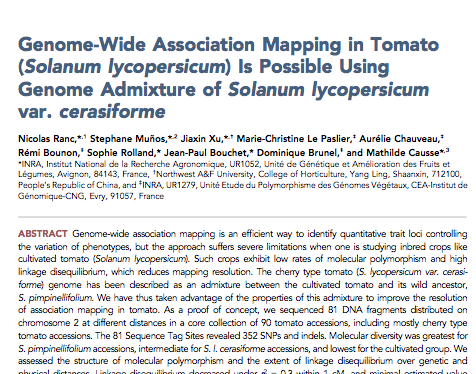 Genome-Wide Association Mapping in Tomato
(Solanum lycopersicum) Is Possible Using
Genome Admixture of Solanum lycopersicum
var. cerasiforme
Nicolas Ranc,*,1 Stephane Muños,*,2 Jiaxin Xu,*,† Marie-Christine Le Paslier,‡ Aurélie Chauveau,‡
Rémi Bounon,‡ Sophie Rolland,* Jean-Paul Bouchet,* Dominique Brunel,‡ and Mathilde Causse*,3
*INRA, Institut National de la Recherche Agronomique, UR1052, Unité de Génétique et Amélioration des Fruits et
Légumes, Avignon, 84143, France, †Northwest A&F University, College of Horticulture, Yang Ling, Shaanxin, 712100,
People's Republic of China, and ‡INRA, UR1279, Unité Etude du Polymorphisme des Génomes Végétaux, CEA-Institut de
Génomique-CNG, Evry, 91057, France
ABSTRACT Genome-wide association mapping is an efficient way to identify quantitative trait loci controlling
the variation of phenotypes, but the approach suffers severe limitations when one is studying inbred crops like
cultivated tomato (Solanum lycopersicum). Such crops exhibit low rates of molecular polymorphism and high
linkage disequilibrium, which reduces mapping resolution. The cherry type tomato (S. lycopersicum var. cerasi-
forme) genome has been described as an admixture between the cultivated tomato and its wild ancestor,
S. pimpinellifolium. We have thus taken advantage of the properties of this admixture to improve the resolution
of association mapping in tomato. As a proof of concept, we sequenced 81 DNA fragments distributed on
chromosome 2 at different distances in a core collection of 90 tomato accessions, including mostly cherry type
tomato accessions. The 81 Sequence Tag Sites revealed 352 SNPs and indels. Molecular diversity was greatest for
S. pimpinellifolium accessions, intermediate for S. l. cerasiforme accessions, and lowest for the cultivated group. We
assessed the structure of molecular polymorphism and the extent of linkage disequilibrium over genetic and
physical distances. Linkage disequilibrium decreased under r² = 0.3 within 1 cM, and minimal estimated value